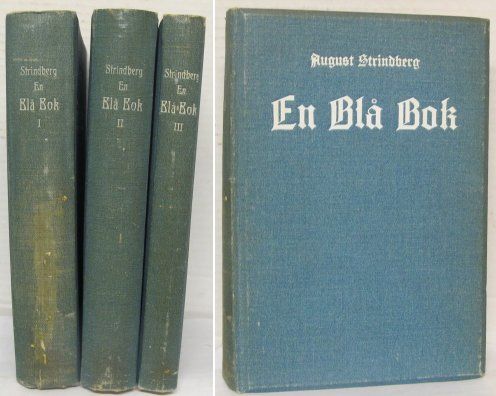 Strindberg
En
Blå Bok
I
Strindberg
En
Blå Bok
II
Strindberg
En
Blå Bok
III
August Strindberg
En Blå Bok